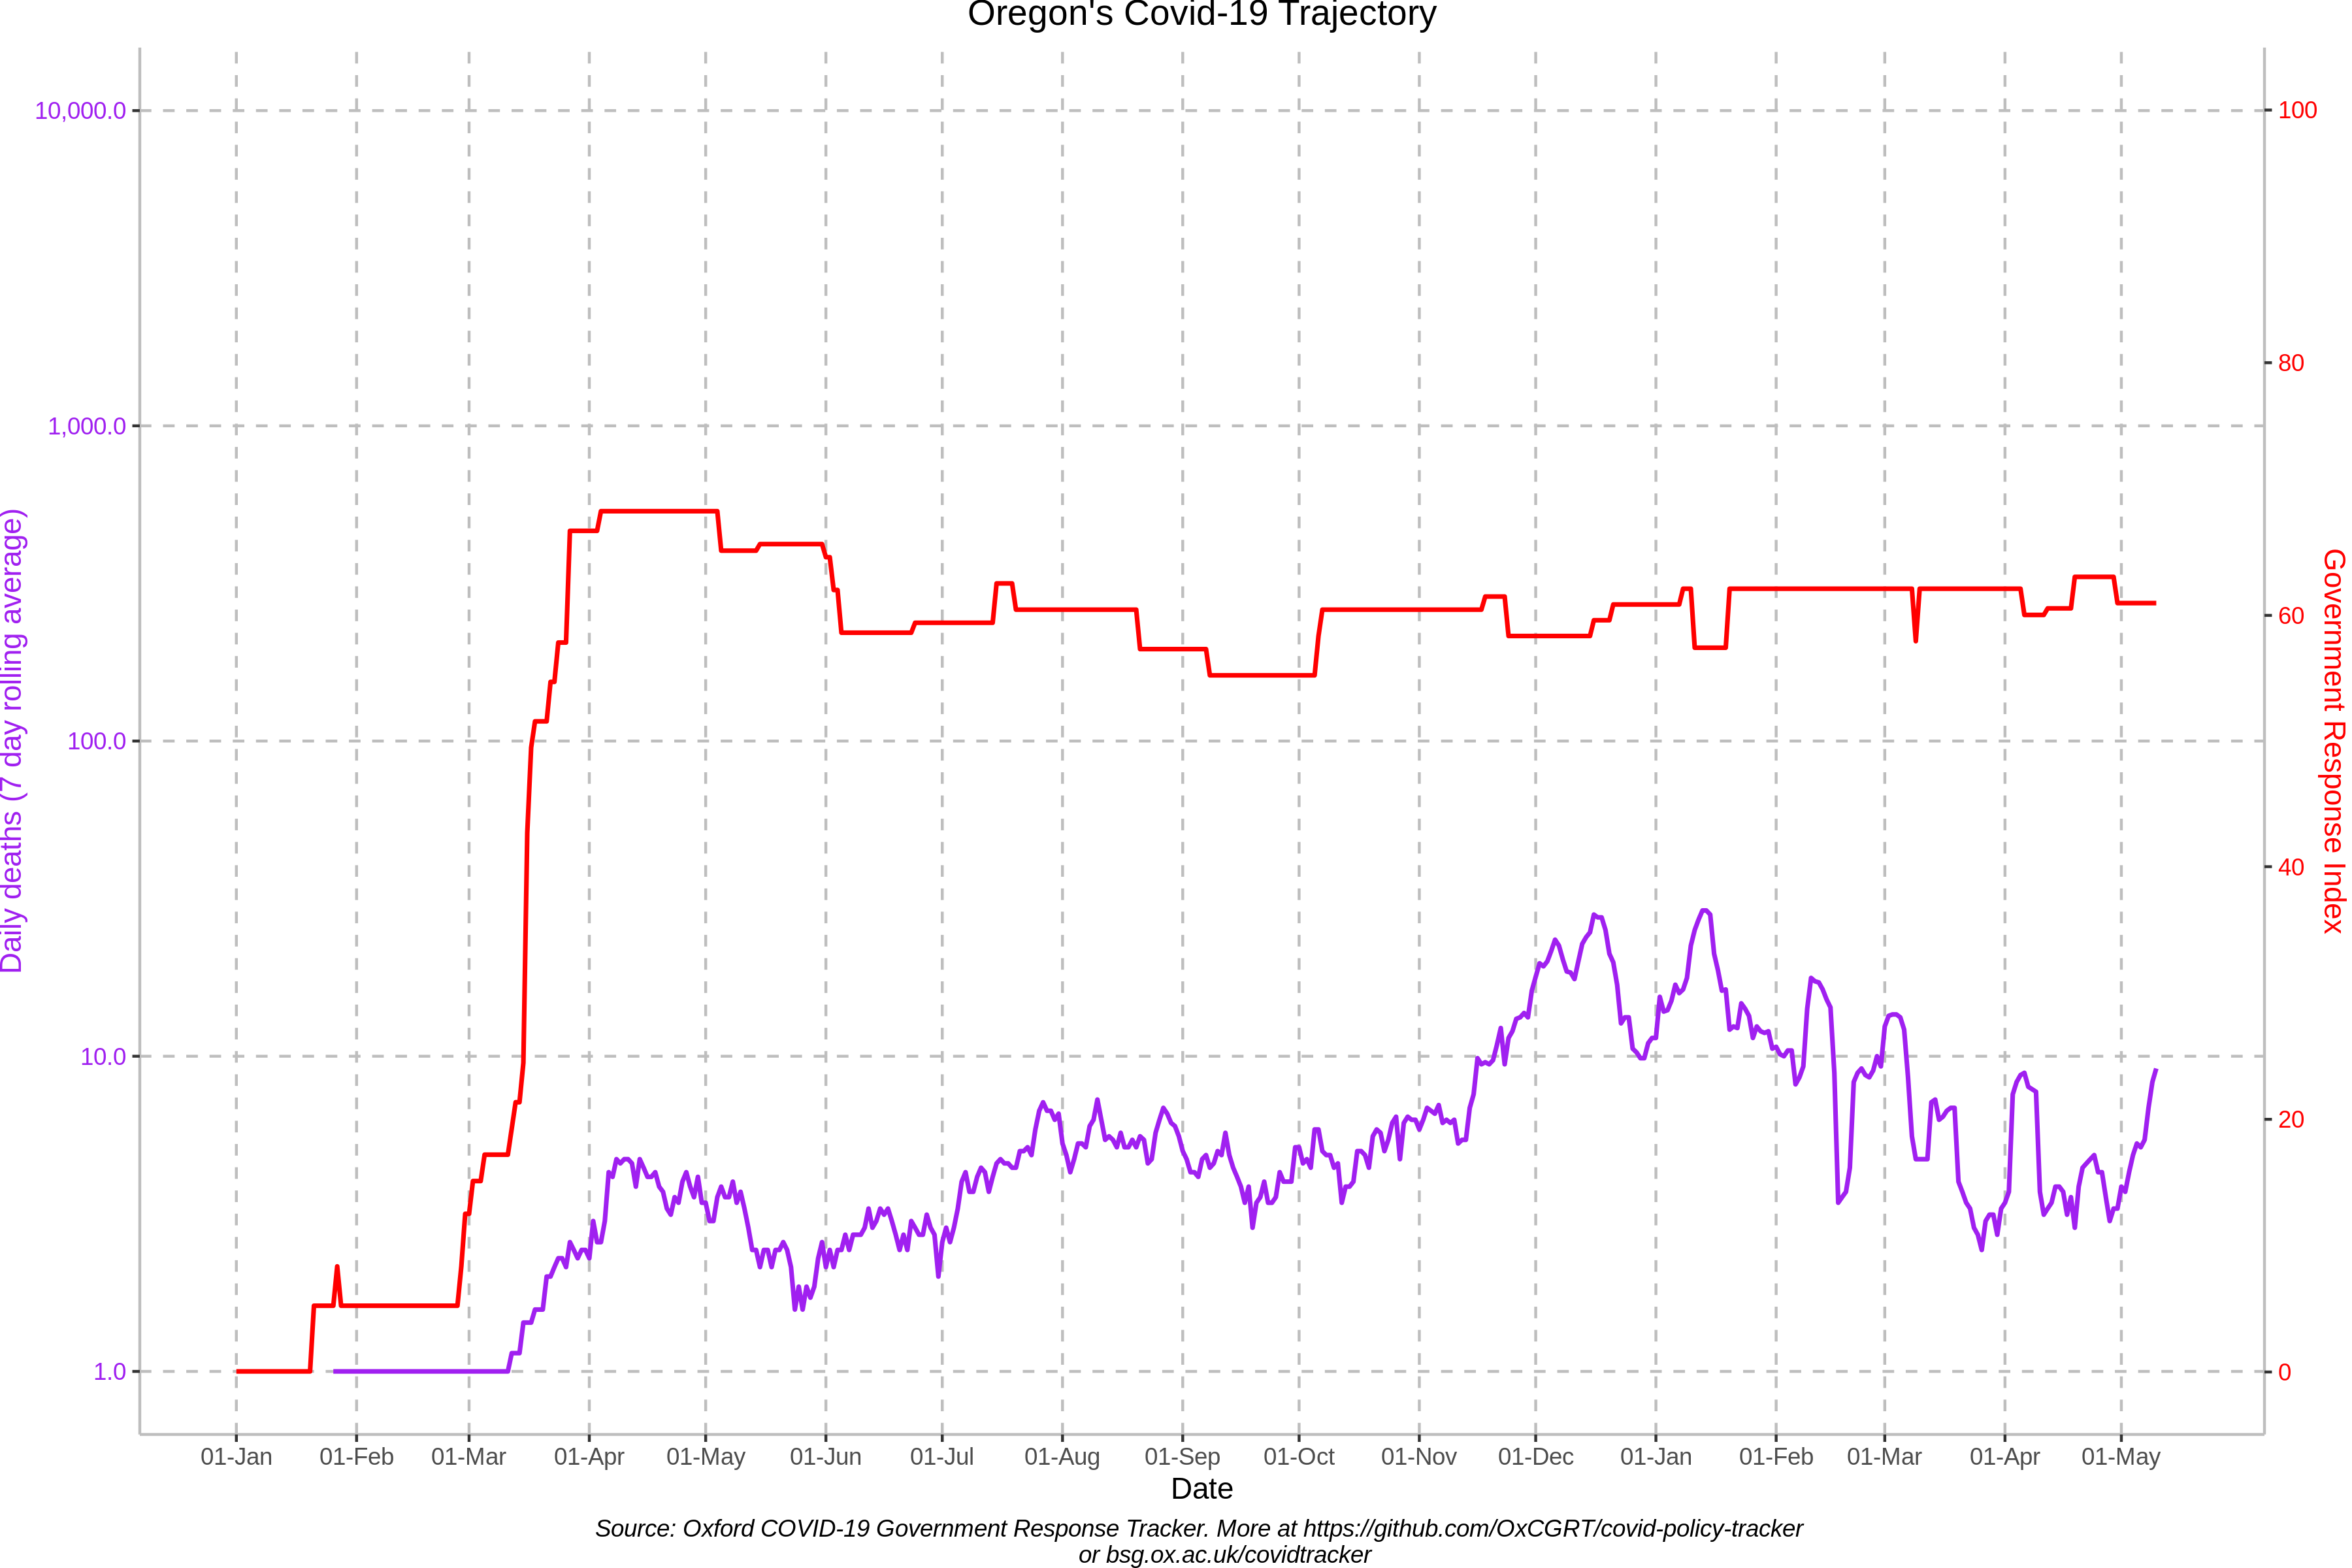 Oregon's Covid-19 Trajectory
10,000.0
1,000.0
100.0
10.0
1.0
Daily deaths (7 day rolling average)
100
80
60
40
20
0
Government Response Index
01-Jan 01-Feb 01-Mar 01-Apr 01-May 01-Jun 01-Jul 01-Aug 01-Sep 01-Oct 01-Nov 01-Dec 01-Jan 01-Feb 01-Mar 01-Apr 01-May
Date
Source: Oxford COVID-19 Government Response Tracker. More at https://github.com/OxCGRT/covid-policy-tracker
or bsg.ox.ac.uk/covidtracker